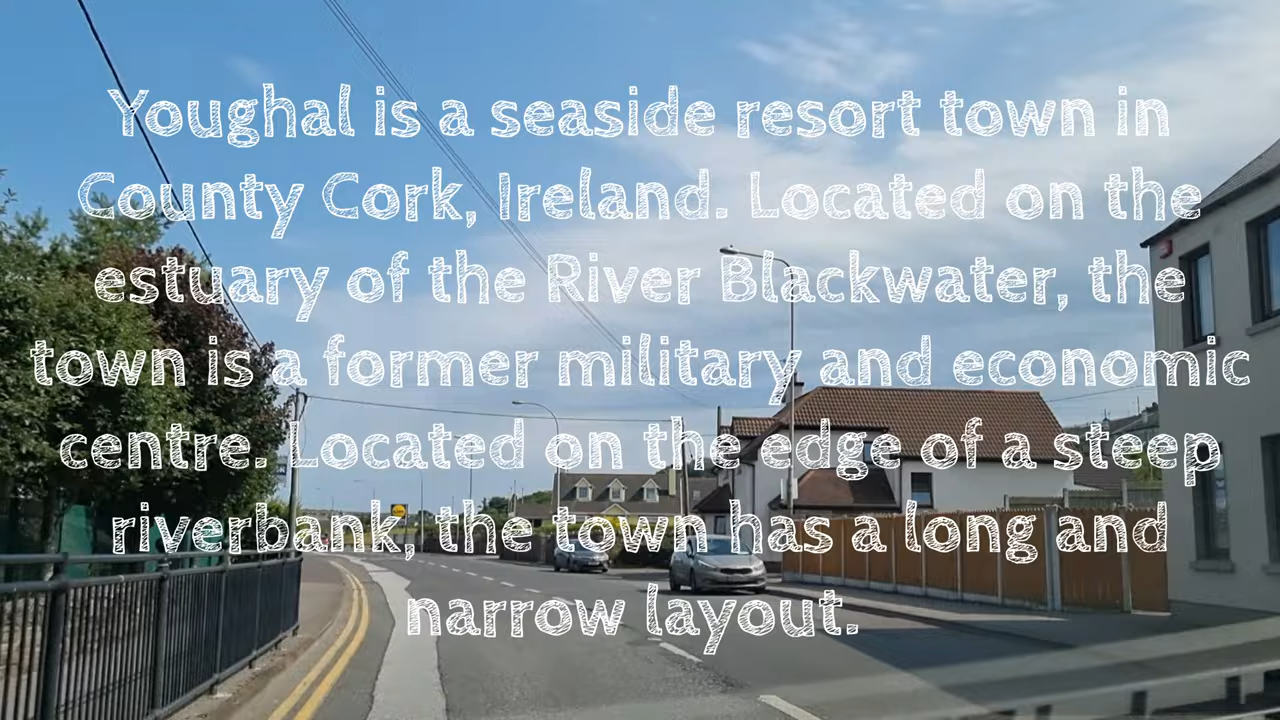 Youghal is a seaside resort town in
County Cork, Ireland. Located on the
estuary of the River Blackwater, the
town is a former military and economic
centre. Located on the edge of a steep
riverbank, the town has a long and
narrow layout.